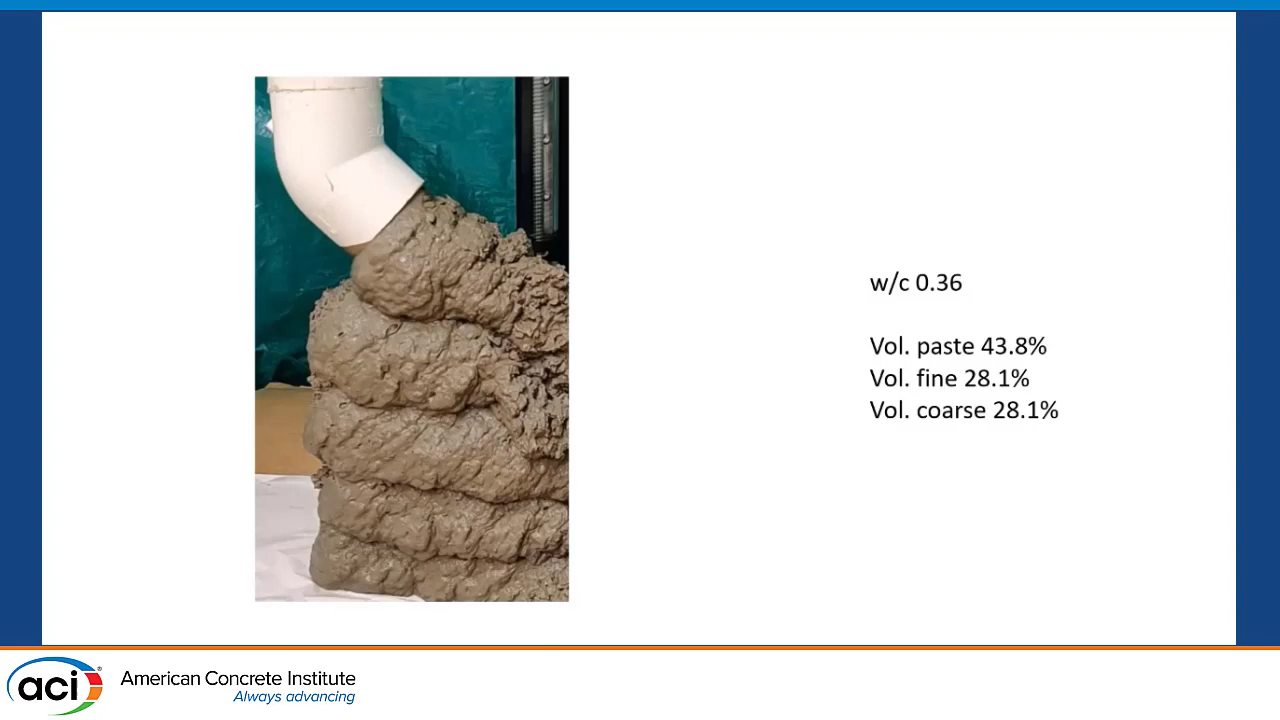 w/c 0.36
Vol. paste 43.8%
Vol. fine 28.1%
Vol. coarse 28.1%
aci®
American Concrete Institute
Always advancing